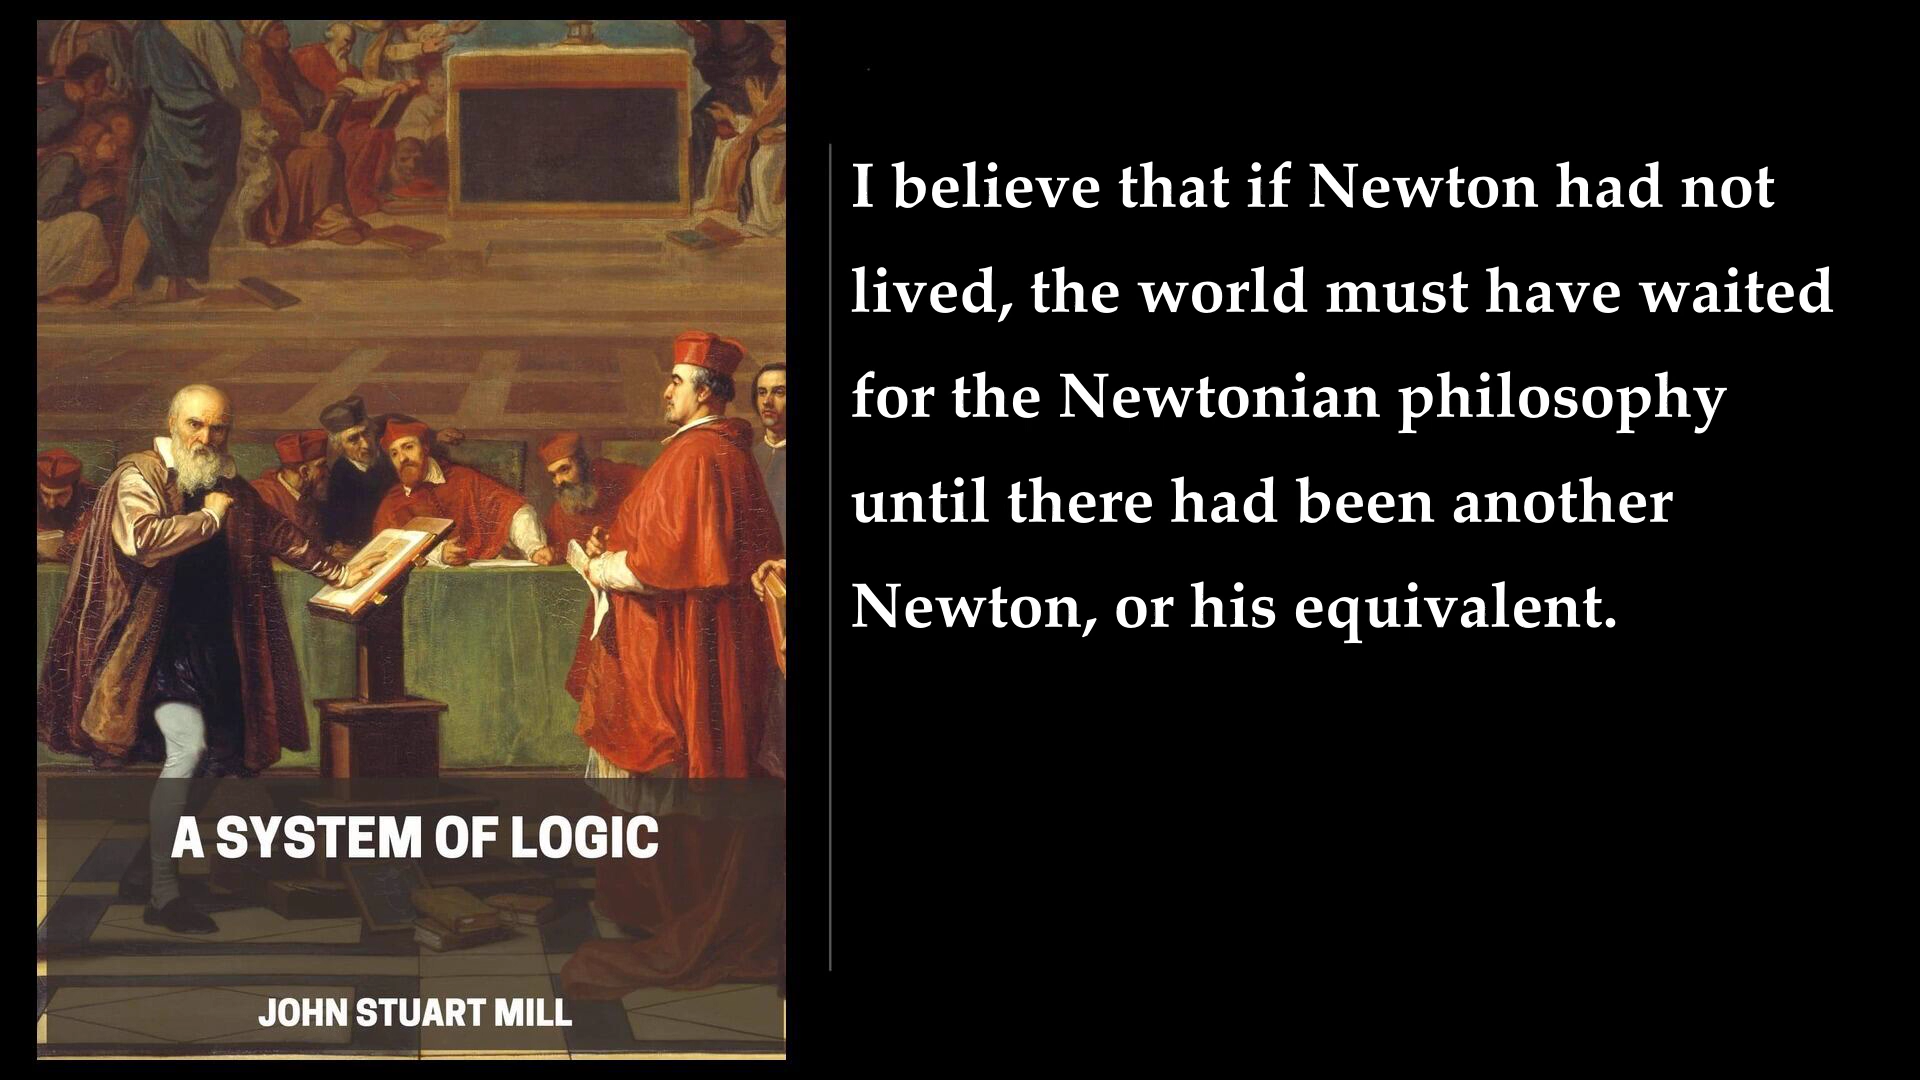 A SYSTEM OF LOGIC
JOHN STUART MILL
I believe that if Newton had not
lived, the world must have waited
for the Newtonian philosophy
until there had been another
Newton, or his equivalent.